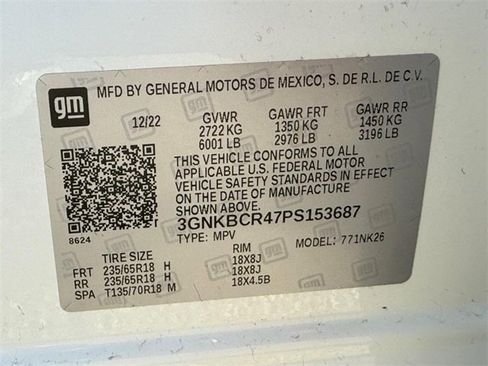 gm MFD BY GENERAL MOTORS DE MEXICO, S. DE R.L. DE C.V.
12/22 GVWR GAWR FRT GAWR RR
2722 KG 1350 KG 1450 KG
6001 LB 2976 LB 3196 LB
THIS VEHICLE CONFORMS TO ALL
APPLICABLE U.S. FEDERAL MOTOR
VEHICLE SAFETY STANDARDS IN EFFECT
ON THE DATE OF MANUFACTURE
SHOWN ABOVE.
3GNKBCR47PS153687
8624 TYPE: MPV MODEL: 771NK26
TIRE SIZE RIM
FRT 235/65R18 H 18X8J
RR 235/65R18 H 18X8J
SPA T135/70R18 M 18X4.5B